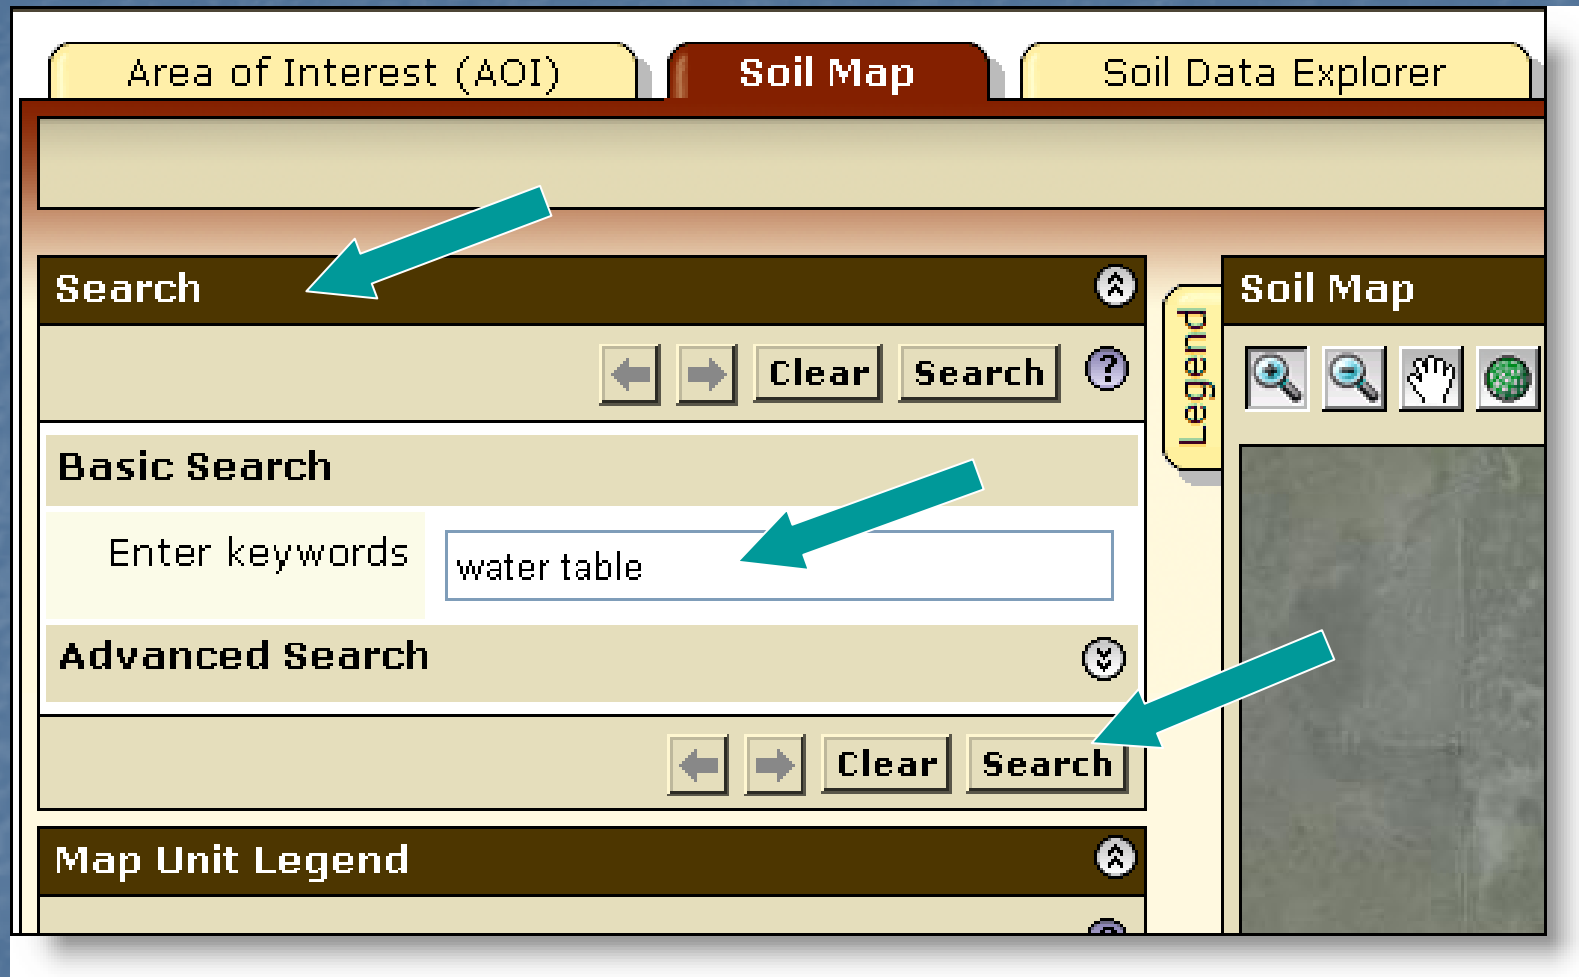 Area of Interest (AOI)
Soil Map
Soil Data Explorer
Search
Clear
Search
?
Basic Search
Enter keywords
water table
Advanced Search
Clear
Search
Map Unit Legend
Legend
Soil Map